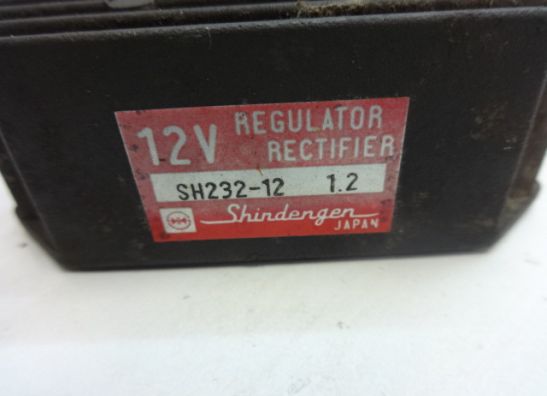 12V REGULATOR
RECTIFIER
SH232-12 1.2
Shindengen
JAPAN